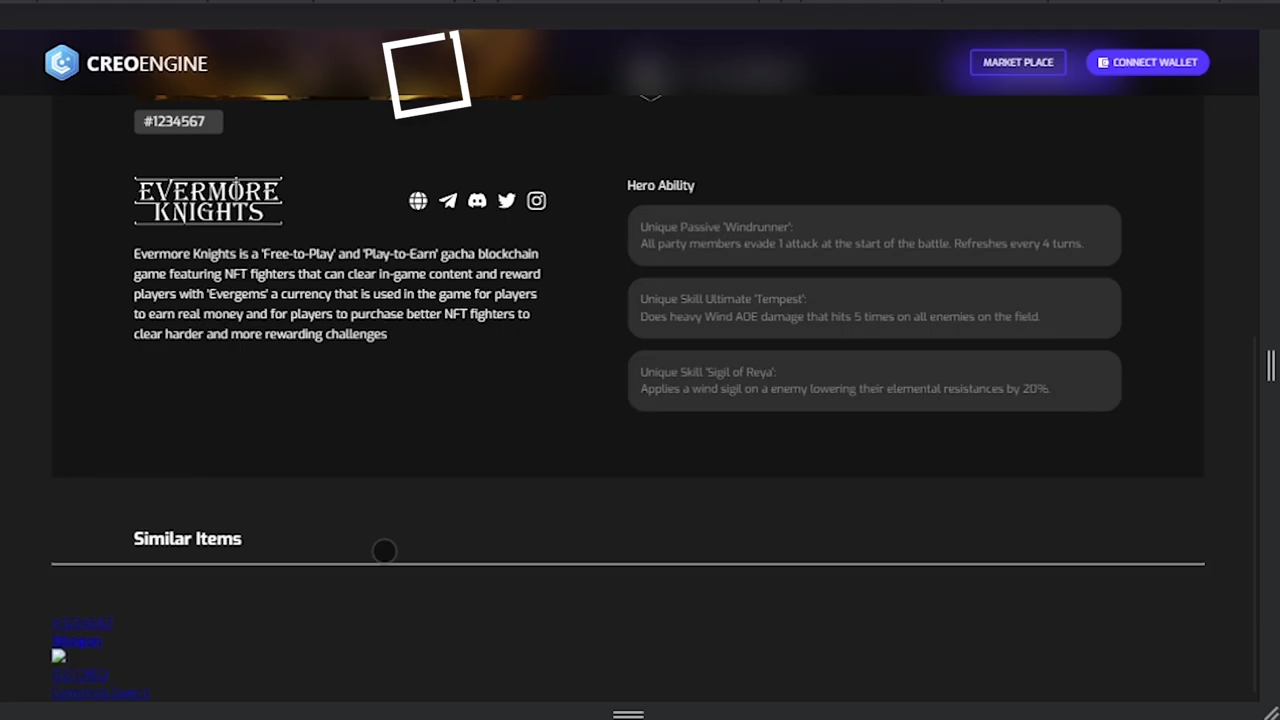 CREOENGINE
MARKET PLACE
CONNECT WALLET
#1234567
EVERMORE
KNIGHTS
Evermore Knights is a 'Free-to-Play' and 'Play-to-Earn' gacha blockchain
game featuring NFT fighters that can clear in-game content and reward
players with 'Evergems' a currency that is used in the game for players
to earn real money and for players to purchase better NFT fighters to
clear harder and more rewarding challenges
Hero Ability
Unique Passive 'Windrunner':
All party members evade 1 attack at the start of the battle. Refreshes every 4 turns.
Unique Skill Ultimate 'Tempest':
Does heavy Wind AOE damage that hits 5 times on all enemies on the field.
Unique Skill 'Sigil of Reya':
Applies a wind sigil on a enemy lowering their elemental resistances by 20%.
Similar Items
#1234567